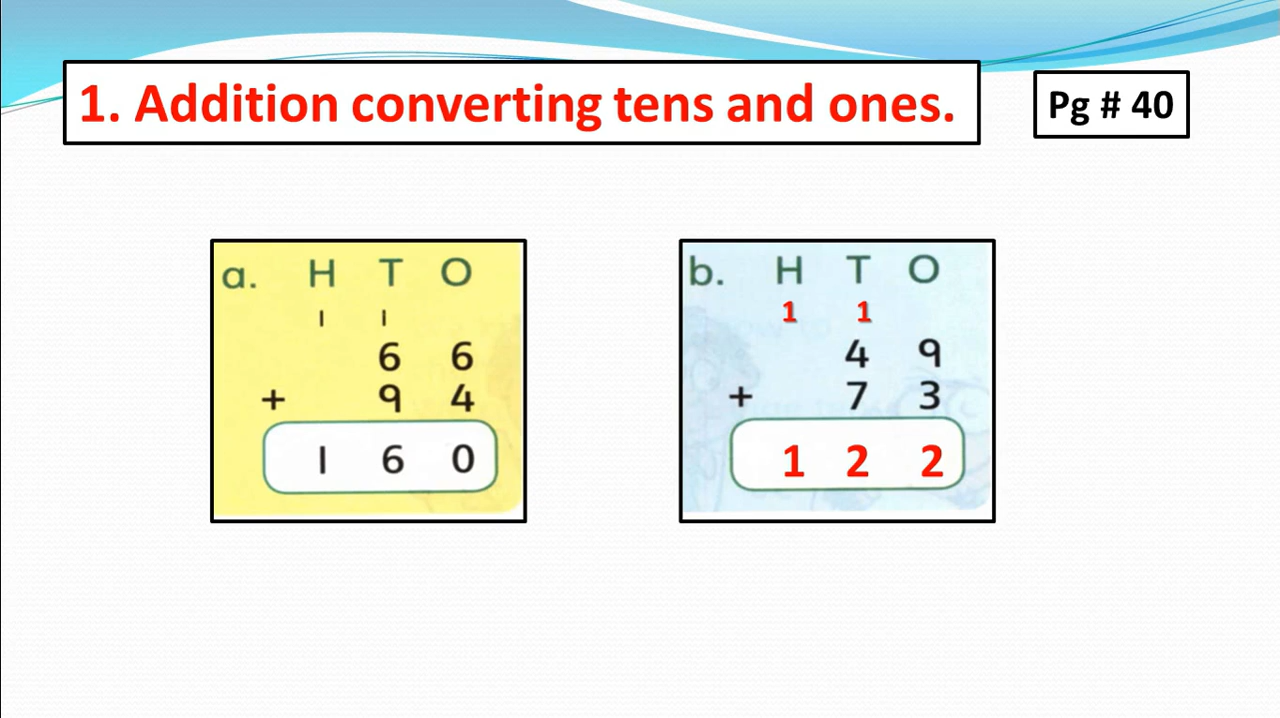 1. Addition converting tens and ones.
Pg # 40
a. H T O
1 1
6 6
+ 9 4
1 6 0
b. H T O
1 1
4 9
+ 7 3
1 2 2